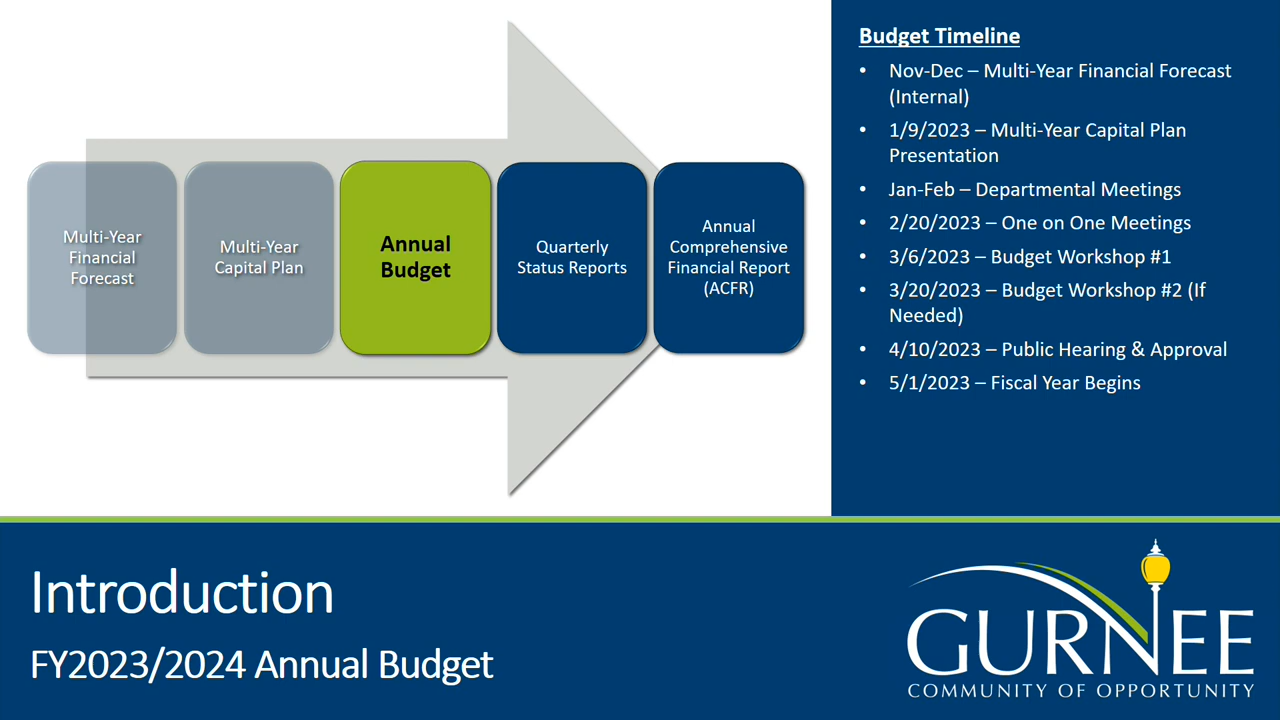 Multi-Year
Financial
Forecast
Multi-Year
Capital Plan
Annual
Budget
Quarterly
Status Reports
Annual
Comprehensive
Financial Report
(ACFR)
Budget Timeline
• Nov-Dec – Multi-Year Financial Forecast
(Internal)
• 1/9/2023 – Multi-Year Capital Plan
Presentation
• Jan-Feb – Departmental Meetings
• 2/20/2023 – One on One Meetings
• 3/6/2023 – Budget Workshop #1
• 3/20/2023 – Budget Workshop #2 (If
Needed)
• 4/10/2023 – Public Hearing & Approval
• 5/1/2023 – Fiscal Year Begins
Introduction
FY2023/2024 Annual Budget
GURNEE
COMMUNITY OF OPPORTUNITY